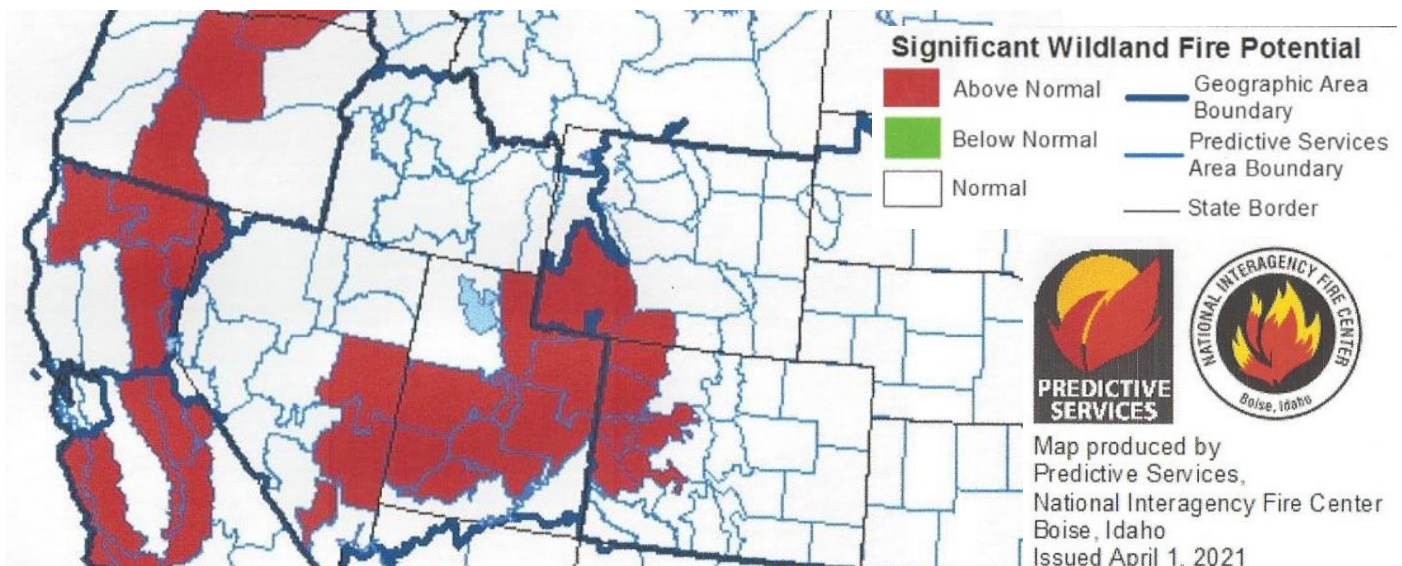 Significant Wildland Fire Potential
Above Normal
Below Normal
Normal
Geographic Area
Boundary
Predictive Services
Area Boundary
State Border
PREDICTIVE
SERVICES
NATIONAL INTERAGENCY FIRE CENTER
Boise, Idaho
Map produced by
Predictive Services,
National Interagency Fire Center
Boise, Idaho
Issued April 1, 2021